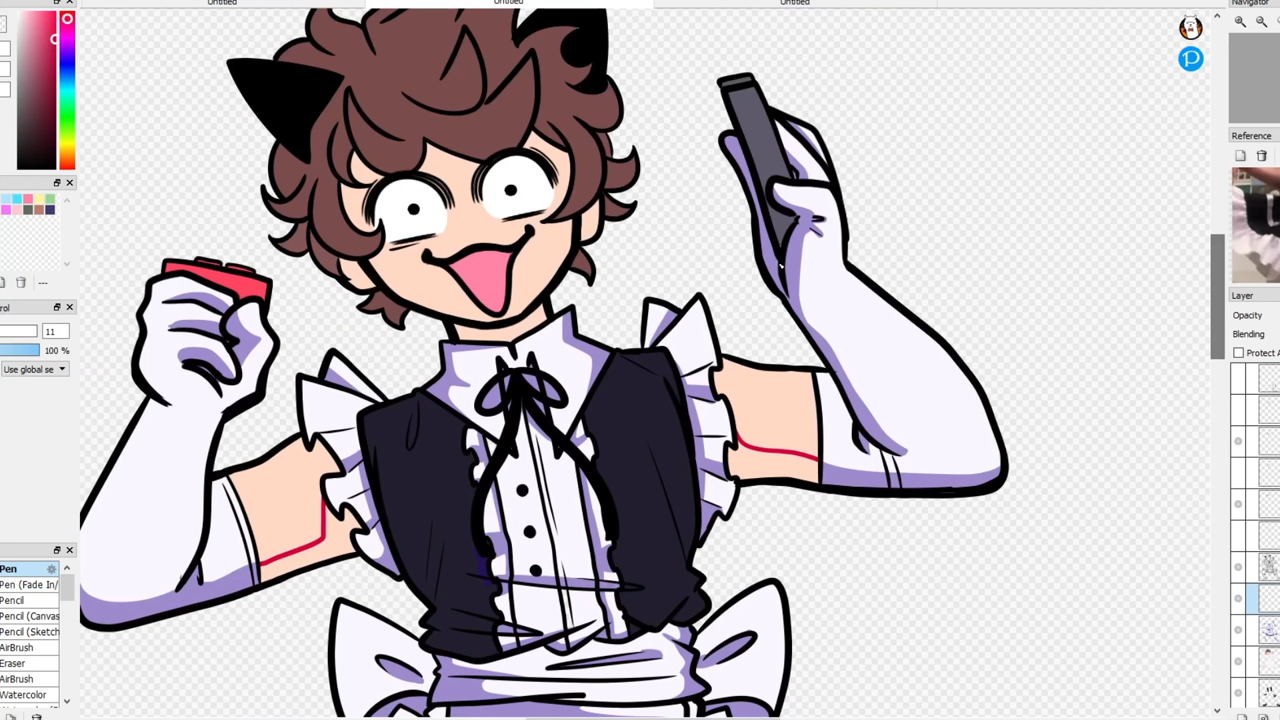 Untitled
Untitled
Untitled
Navigator
Reference
rol
11
100 %
Use global se
Layer
Opacity
Blending
Protect A
Pen
Pen (Fade In/
Pencil
Pencil (Canvas
Pencil (Sketch
AirBrush
Eraser
AirBrush
Watercolor